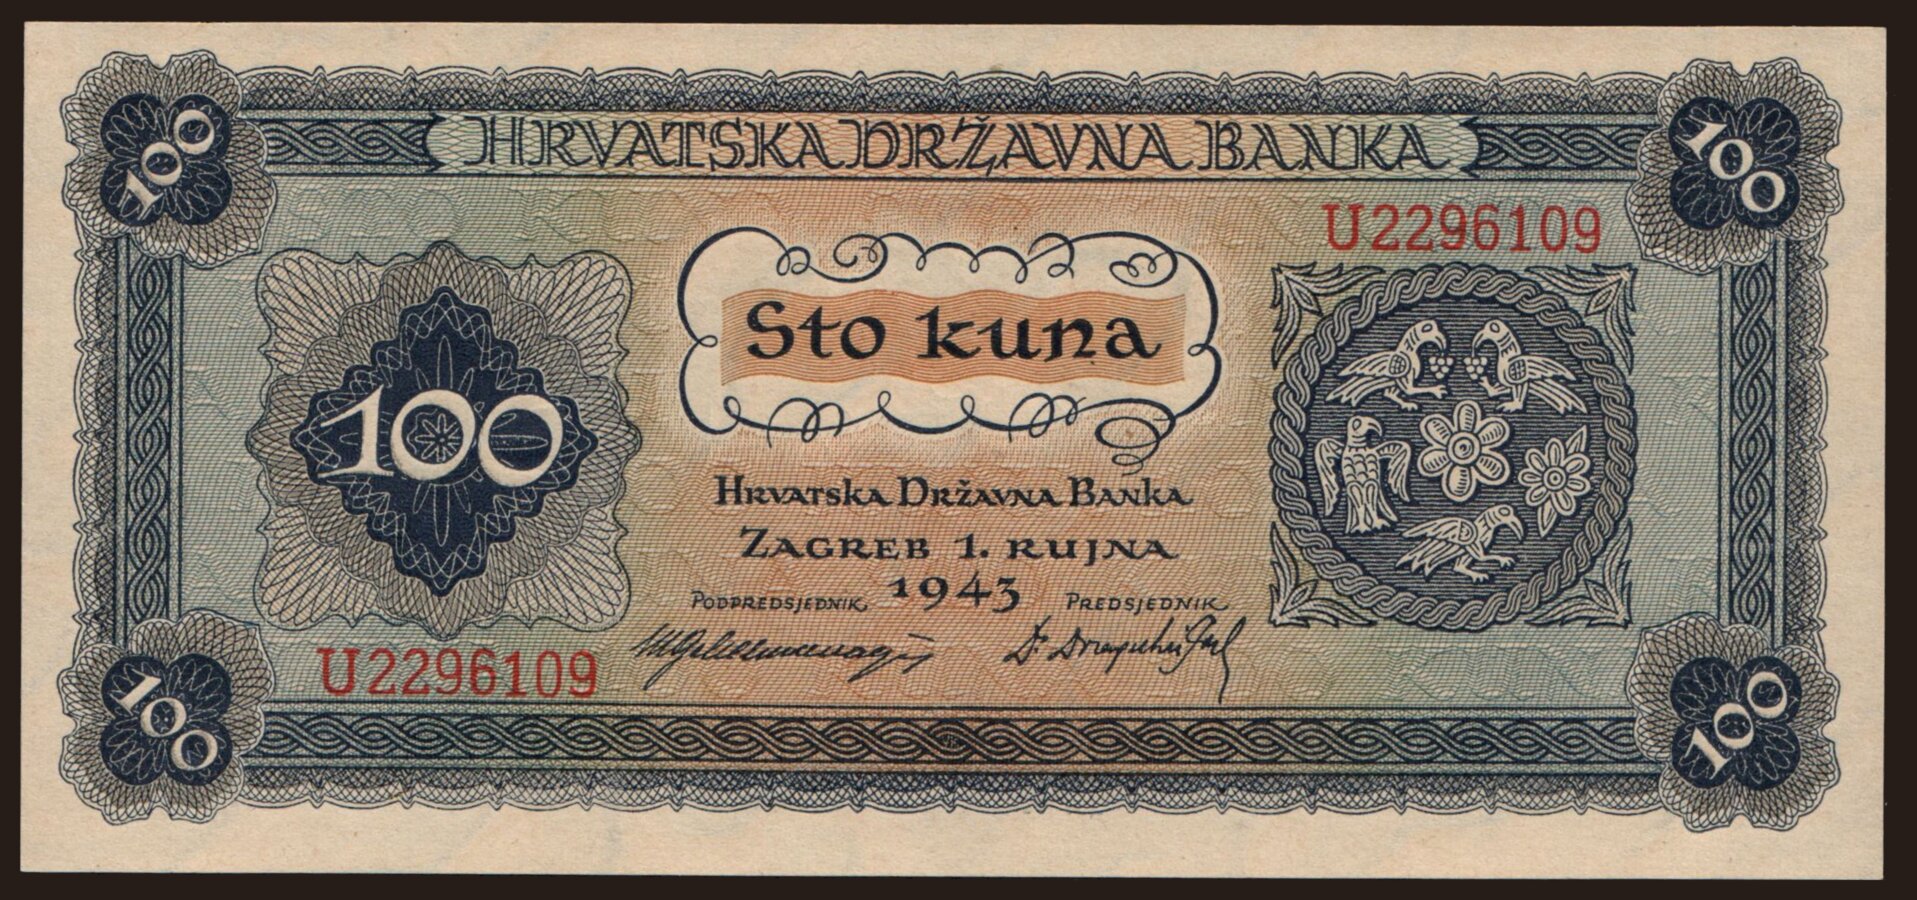 100
HRVATSKA DRŽAVNA BANKA
100
U2296109
Sto kuna
100
Hrvatska Državna Banka
Zagreb 1. rujna
1943
Podpredsjednik
Predsjednik
U2296109
100
100